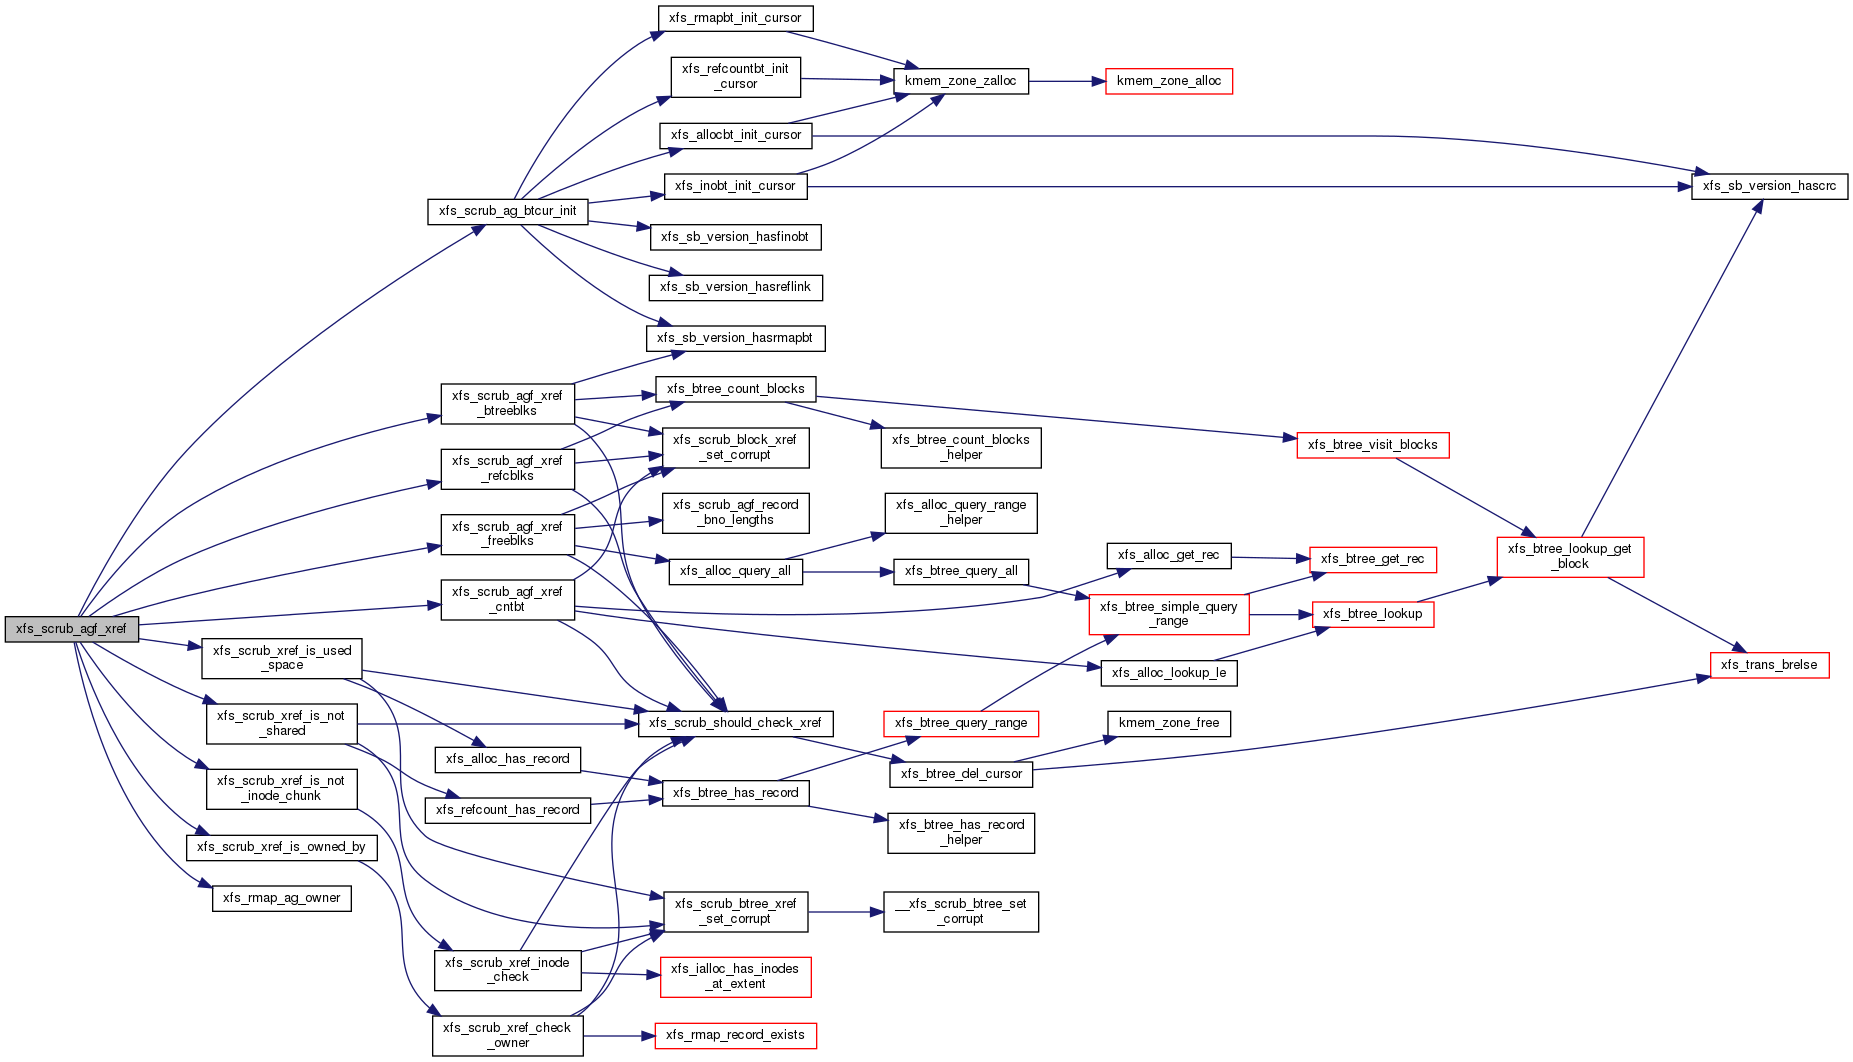 xfs_rmapbt_init_cursor
xfs_refcountbt_init
_cursor
kmem_zone_zalloc
kmem_zone_alloc
xfs_allocbt_init_cursor
xfs_inobt_init_cursor
xfs_sb_version_hascrc
xfs_scrub_ag_btcur_init
xfs_sb_version_hasfinobt
xfs_sb_version_hasreflink
xfs_sb_version_hasrmapbt
xfs_scrub_agf_xref
_btreeblks
xfs_btree_count_blocks
xfs_scrub_block_xref
_set_corrupt
xfs_btree_count_blocks
_helper
xfs_btree_visit_blocks
xfs_scrub_agf_xref
_refcblks
xfs_scrub_agf_record
_bno_lengths
xfs_alloc_query_range
_helper
xfs_scrub_agf_xref
_freeblks
xfs_alloc_query_all
xfs_btree_query_all
xfs_alloc_get_rec
xfs_btree_get_rec
xfs_btree_lookup_get
_block
xfs_scrub_agf_xref
_cntbt
xfs_btree_simple_query
_range
xfs_btree_lookup
xfs_scrub_agf_xref
xfs_scrub_xref_is_used
_space
xfs_alloc_lookup_le
xfs_trans_brelse
xfs_scrub_xref_is_not
_shared
xfs_scrub_should_check_xref
xfs_btree_query_range
kmem_zone_free
xfs_alloc_has_record
xfs_btree_del_cursor
xfs_scrub_xref_is_not
_inode_chunk
xfs_refcount_has_record
xfs_btree_has_record
xfs_btree_has_record
_helper
xfs_scrub_xref_is_owned_by
xfs_rmap_ag_owner
xfs_scrub_btree_xref
_set_corrupt
__xfs_scrub_btree_set
_corrupt
xfs_scrub_xref_inode
_check
xfs_ialloc_has_inodes
_at_extent
xfs_scrub_xref_check
_owner
xfs_rmap_record_exists